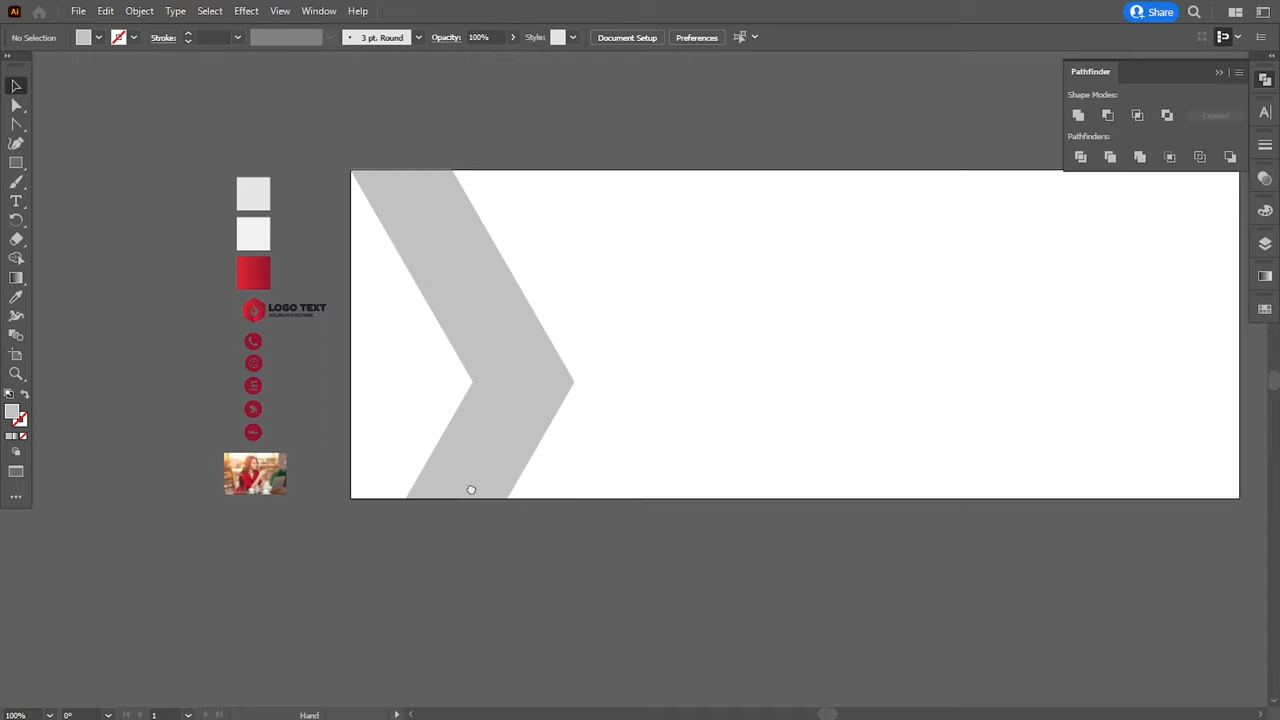 Ai File Edit Object Type Select Effect View Window Help Share
No Selection Stroke: 3 pt. Round Opacity: 100% Style: Document Setup Preferences
Pathfinder
Shape Modes:
Expand
Pathfinders:
LOGO TEXT
100% 0° 1 Hand